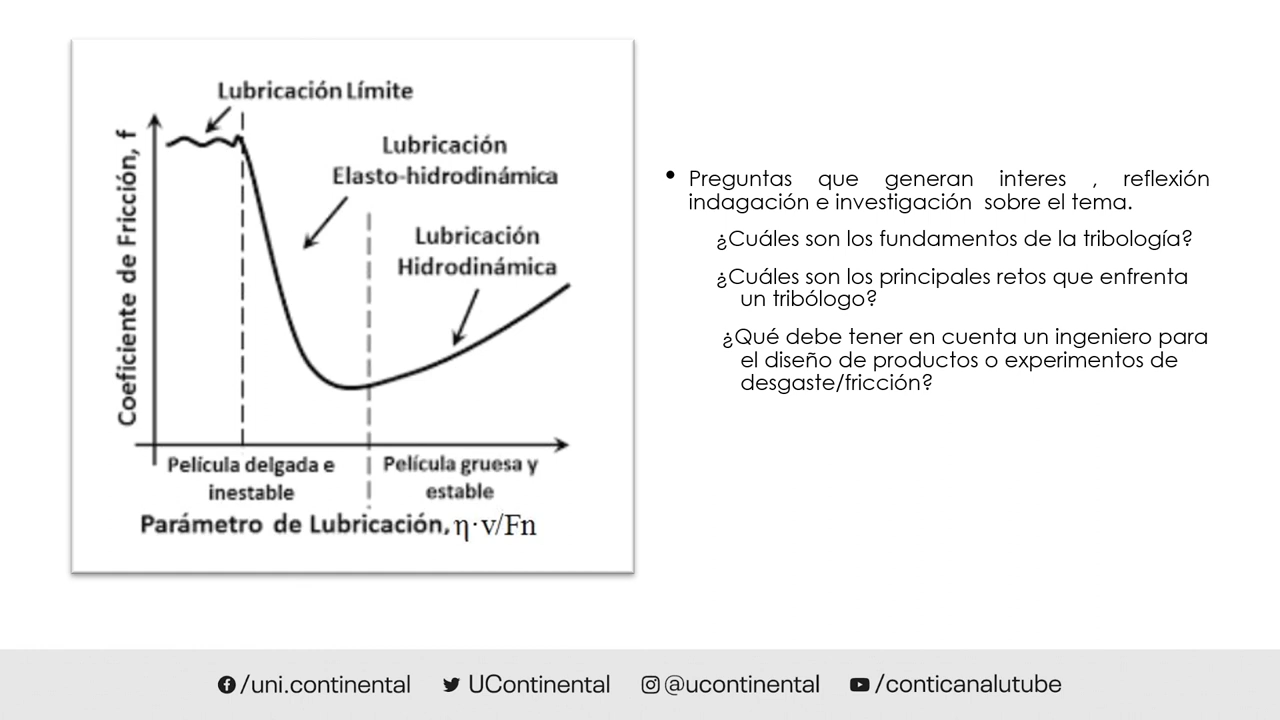 Lubricación Límite
Lubricación
Elasto-hidrodinámica
Lubricación
Hidrodinámica
Coeficiente de Fricción, f
Película delgada e
inestable
Película gruesa y
estable
Parámetro de Lubricación, η·v/Fn
• Preguntas que generan interes , reflexión
indagación e investigación sobre el tema.
¿Cuáles son los fundamentos de la tribología?
¿Cuáles son los principales retos que enfrenta
un tribólogo?
¿Qué debe tener en cuenta un ingeniero para
el diseño de productos o experimentos de
desgaste/fricción?
/uni.continental UContinental @ucontinental /conticanalutube